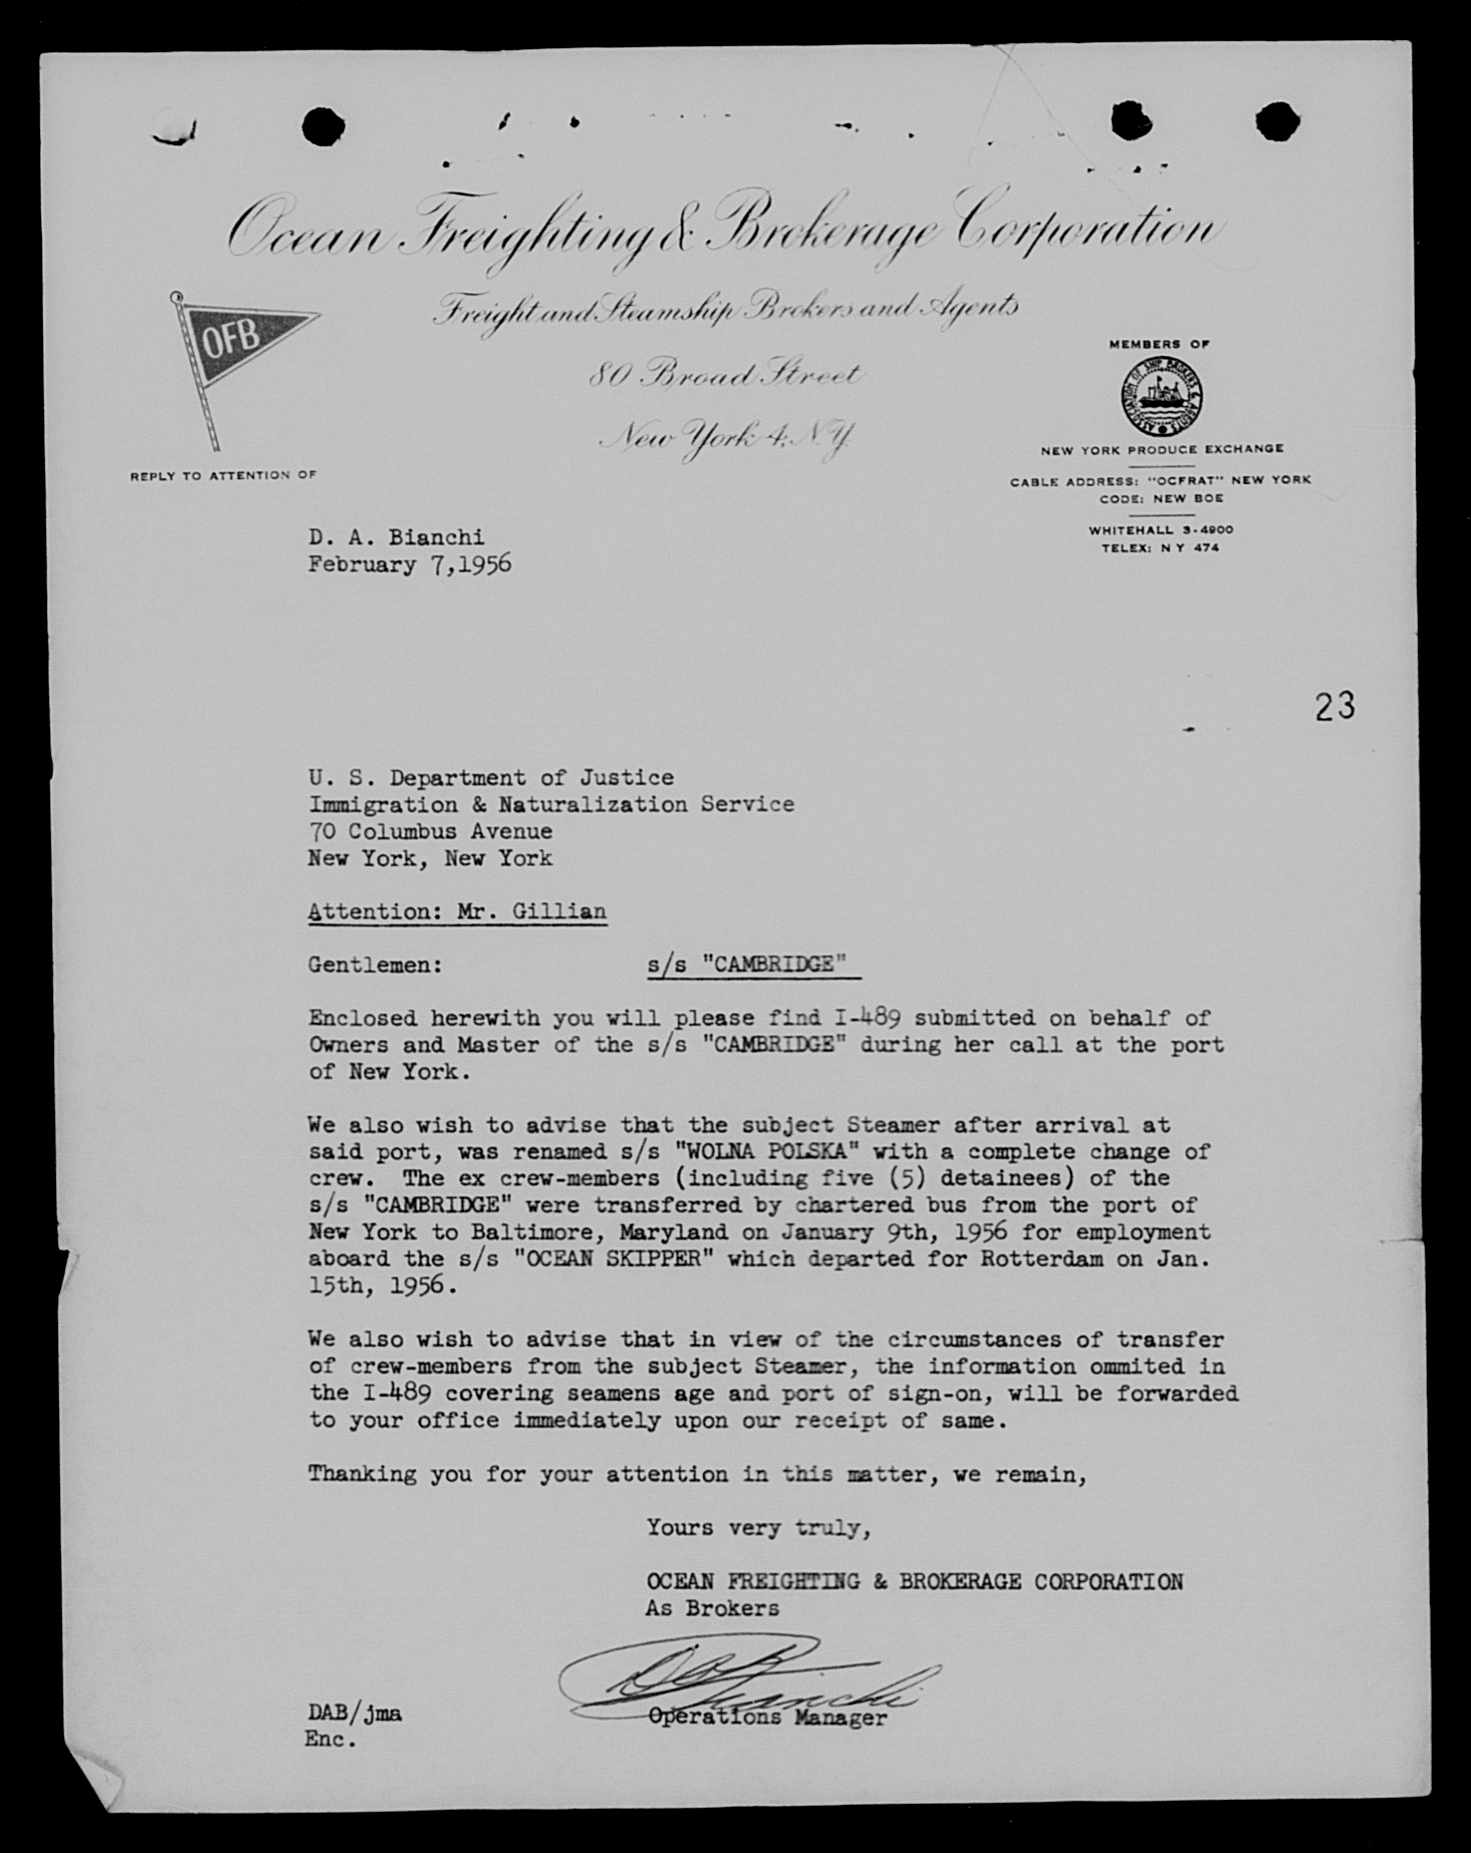 Ocean Freighting & Brokerage Corporation
Freight and Steamship Brokers and Agents
80 Broad Street
New York 4, N.Y.
OFB
REPLY TO ATTENTION OF
MEMBERS OF
ASSOCIATION OF SHIP BROKERS & AGENTS
NEW YORK PRODUCE EXCHANGE
CABLE ADDRESS: "OCFRAT" NEW YORK
CODE: NEW BOE
WHITEHALL 3-4900
TELEX: N Y 474
D. A. Bianchi
February 7,1956
23
U. S. Department of Justice
Immigration & Naturalization Service
70 Columbus Avenue
New York, New York
Attention: Mr. Gillian
Gentlemen: s/s "CAMBRIDGE"
Enclosed herewith you will please find I-489 submitted on behalf of
Owners and Master of the s/s "CAMBRIDGE" during her call at the port
of New York.
We also wish to advise that the subject Steamer after arrival at
said port, was renamed s/s "WOLNA POLSKA" with a complete change of
crew. The ex crew-members (including five (5) detainees) of the
s/s "CAMBRIDGE" were transferred by chartered bus from the port of
New York to Baltimore, Maryland on January 9th, 1956 for employment
aboard the s/s "OCEAN SKIPPER" which departed for Rotterdam on Jan.
15th, 1956.
We also wish to advise that in view of the circumstances of transfer
of crew-members from the subject Steamer, the information ommited in
the I-489 covering seamens age and port of sign-on, will be forwarded
to your office immediately upon our receipt of same.
Thanking you for your attention in this matter, we remain,
Yours very truly,
OCEAN FREIGHTING & BROKERAGE CORPORATION
As Brokers
DA Bianchi
Operations Manager
DAB/jma
Enc.